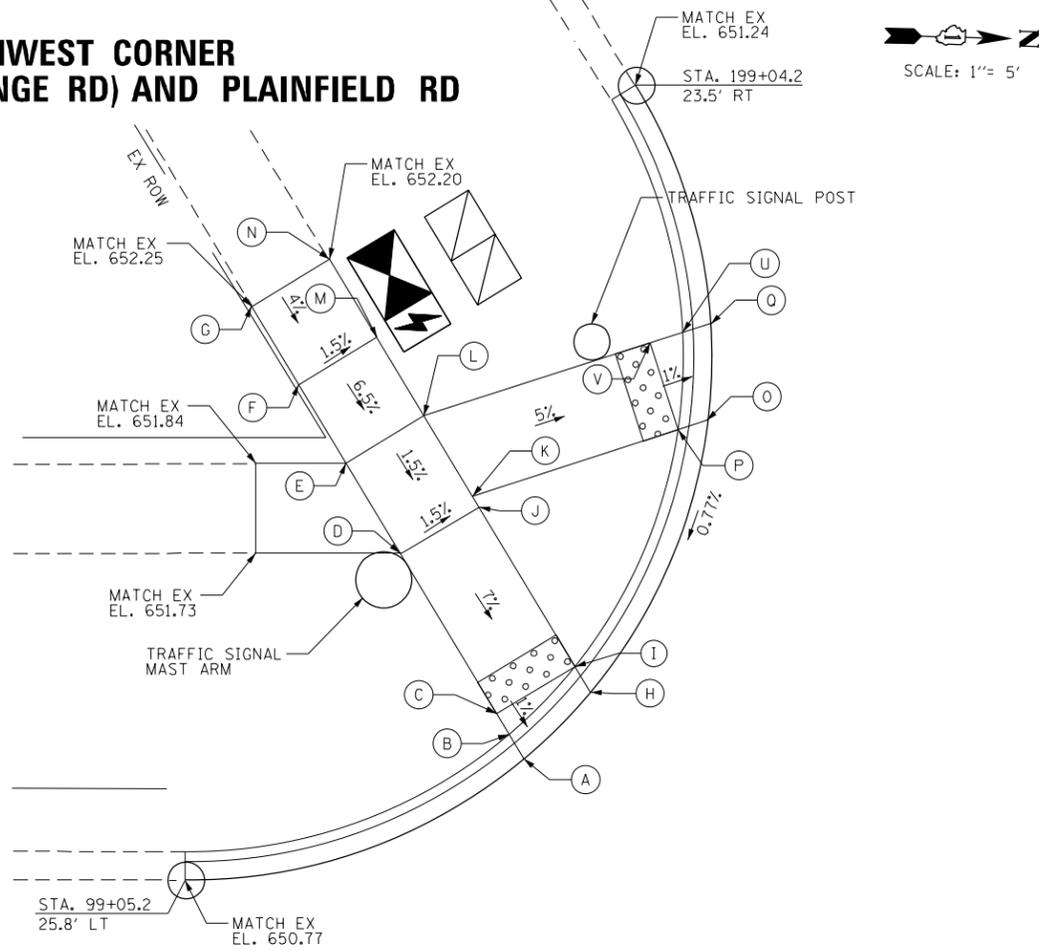 HWEST CORNER
NGE RD) AND PLAINFIELD RD
MATCH EX
EL. 651.24
STA. 199+04.2
23.5' RT
N
SCALE: 1"= 5'
EX ROW
MATCH EX
EL. 652.20
TRAFFIC SIGNAL POST
N
MATCH EX
EL. 652.25
U
4%
M
Q
G
1.5%
L
V
1%
6.5%
F
O
MATCH EX
EL. 651.84
5%
K
1.5%
P
E
J
1.5%
0.77%
D
MATCH EX
EL. 651.73
7%
TRAFFIC SIGNAL
MAST ARM
I
C
H
1%
B
A
STA. 99+05.2
25.8' LT
MATCH EX
EL. 650.77